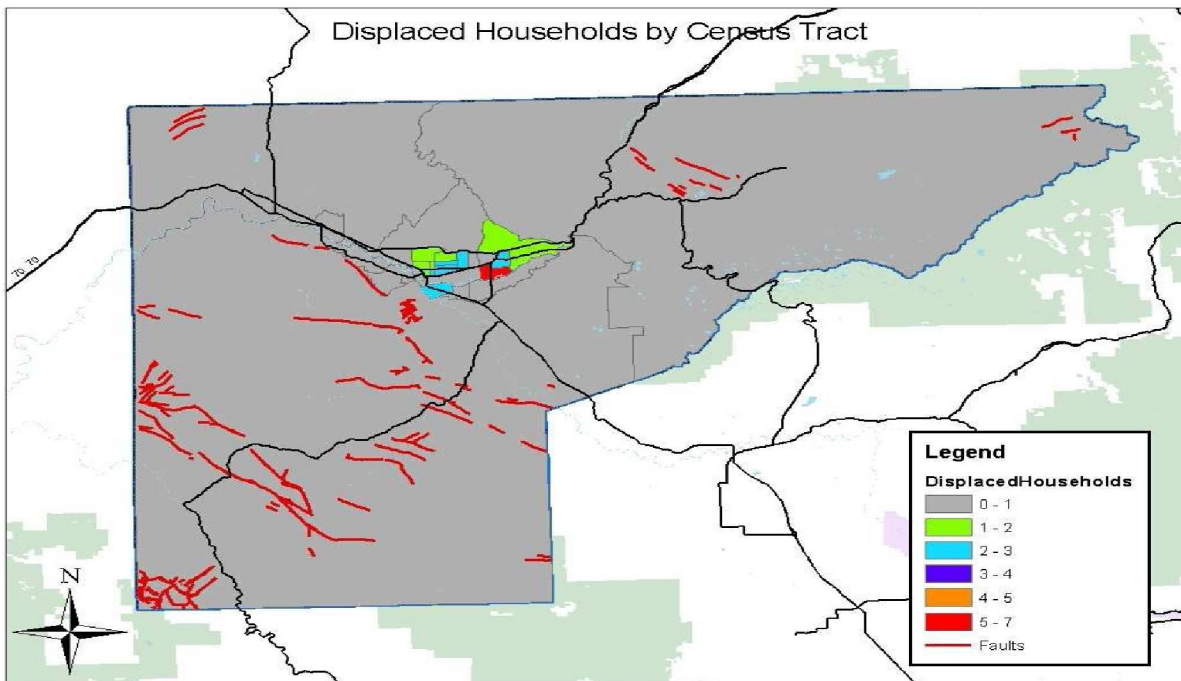 Displaced Households by Census Tract
70 70
Legend
DisplacedHouseholds
0 - 1
1 - 2
2 - 3
3 - 4
4 - 5
5 - 7
Faults
N